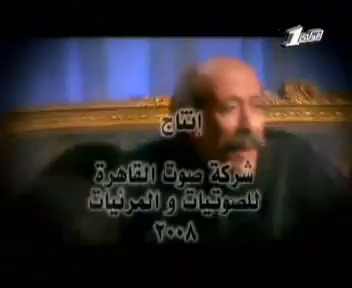 إنتاج
شركة صوت القاهرة
للصوتيات و المرئيات
٢٠٠٨